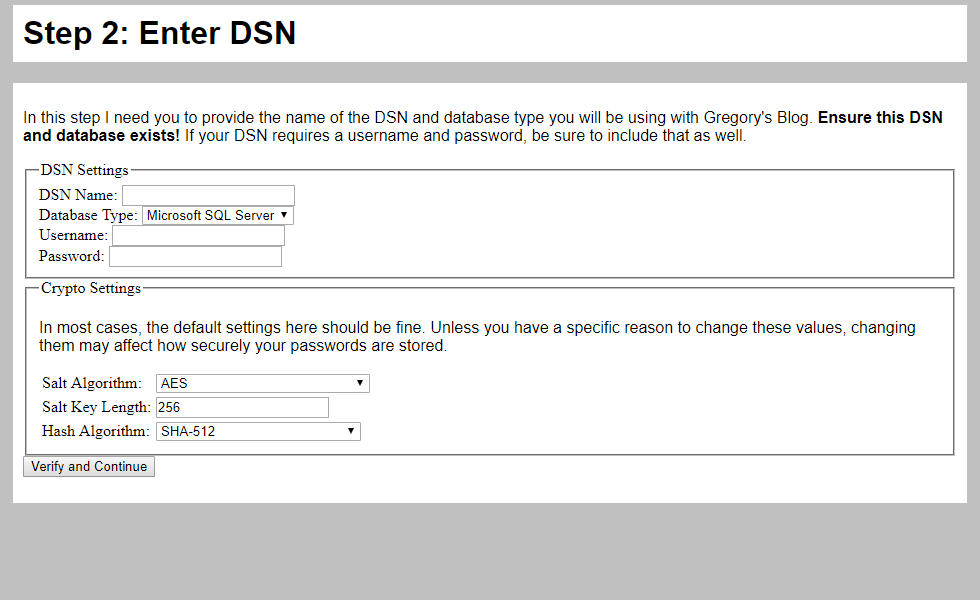 Step 2: Enter DSN
In this step I need you to provide the name of the DSN and database type you will be using with Gregory's Blog. Ensure this DSN
and database exists! If your DSN requires a username and password, be sure to include that as well.
DSN Settings
DSN Name:
Database Type: Microsoft SQL Server
Username:
Password:
Crypto Settings
In most cases, the default settings here should be fine. Unless you have a specific reason to change these values, changing
them may affect how securely your passwords are stored.
Salt Algorithm: AES
Salt Key Length: 256
Hash Algorithm: SHA-512
Verify and Continue